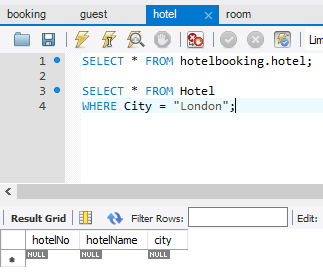 booking guest hotel room
Lim
1 SELECT * FROM hotelbooking.hotel;
2
3 SELECT * FROM Hotel
4 WHERE City = "London";
Result Grid Filter Rows: Edit:
hotelNo hotelName city
* NULL NULL NULL